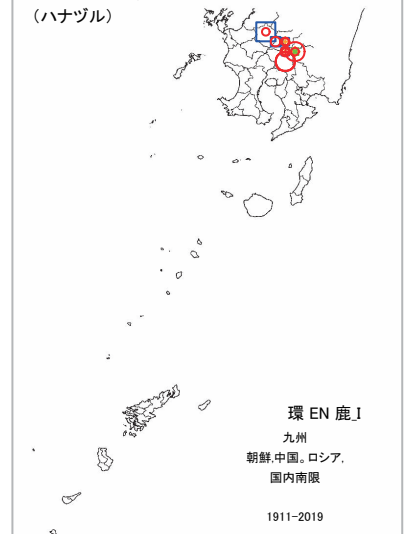 （ハナヅル）
環 EN 鹿_I
九州
朝鮮,中国。ロシア,
国内南限
1911-2019